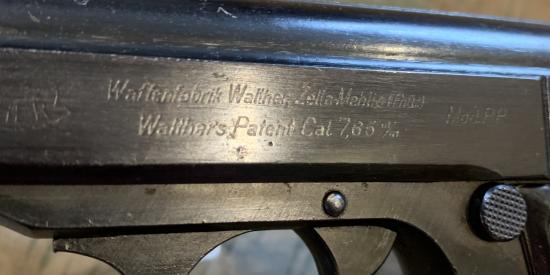 Waffenfabrik Walther, Zella-Mehlis (Thür.)
Walther's Patent Cal. 7,65 m/m
Mod. PP